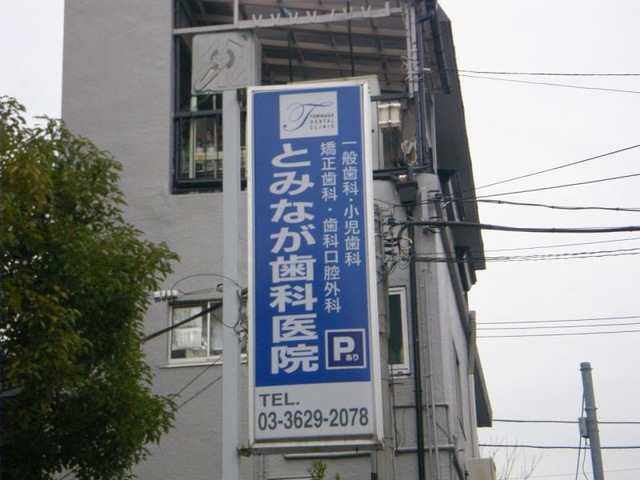 T
TOMINAGA
DENTAL
CLINIC
一般歯科・小児歯科
矯正歯科・歯科口腔外科
とみなが歯科医院
P
あり
TEL.
03-3629-2078